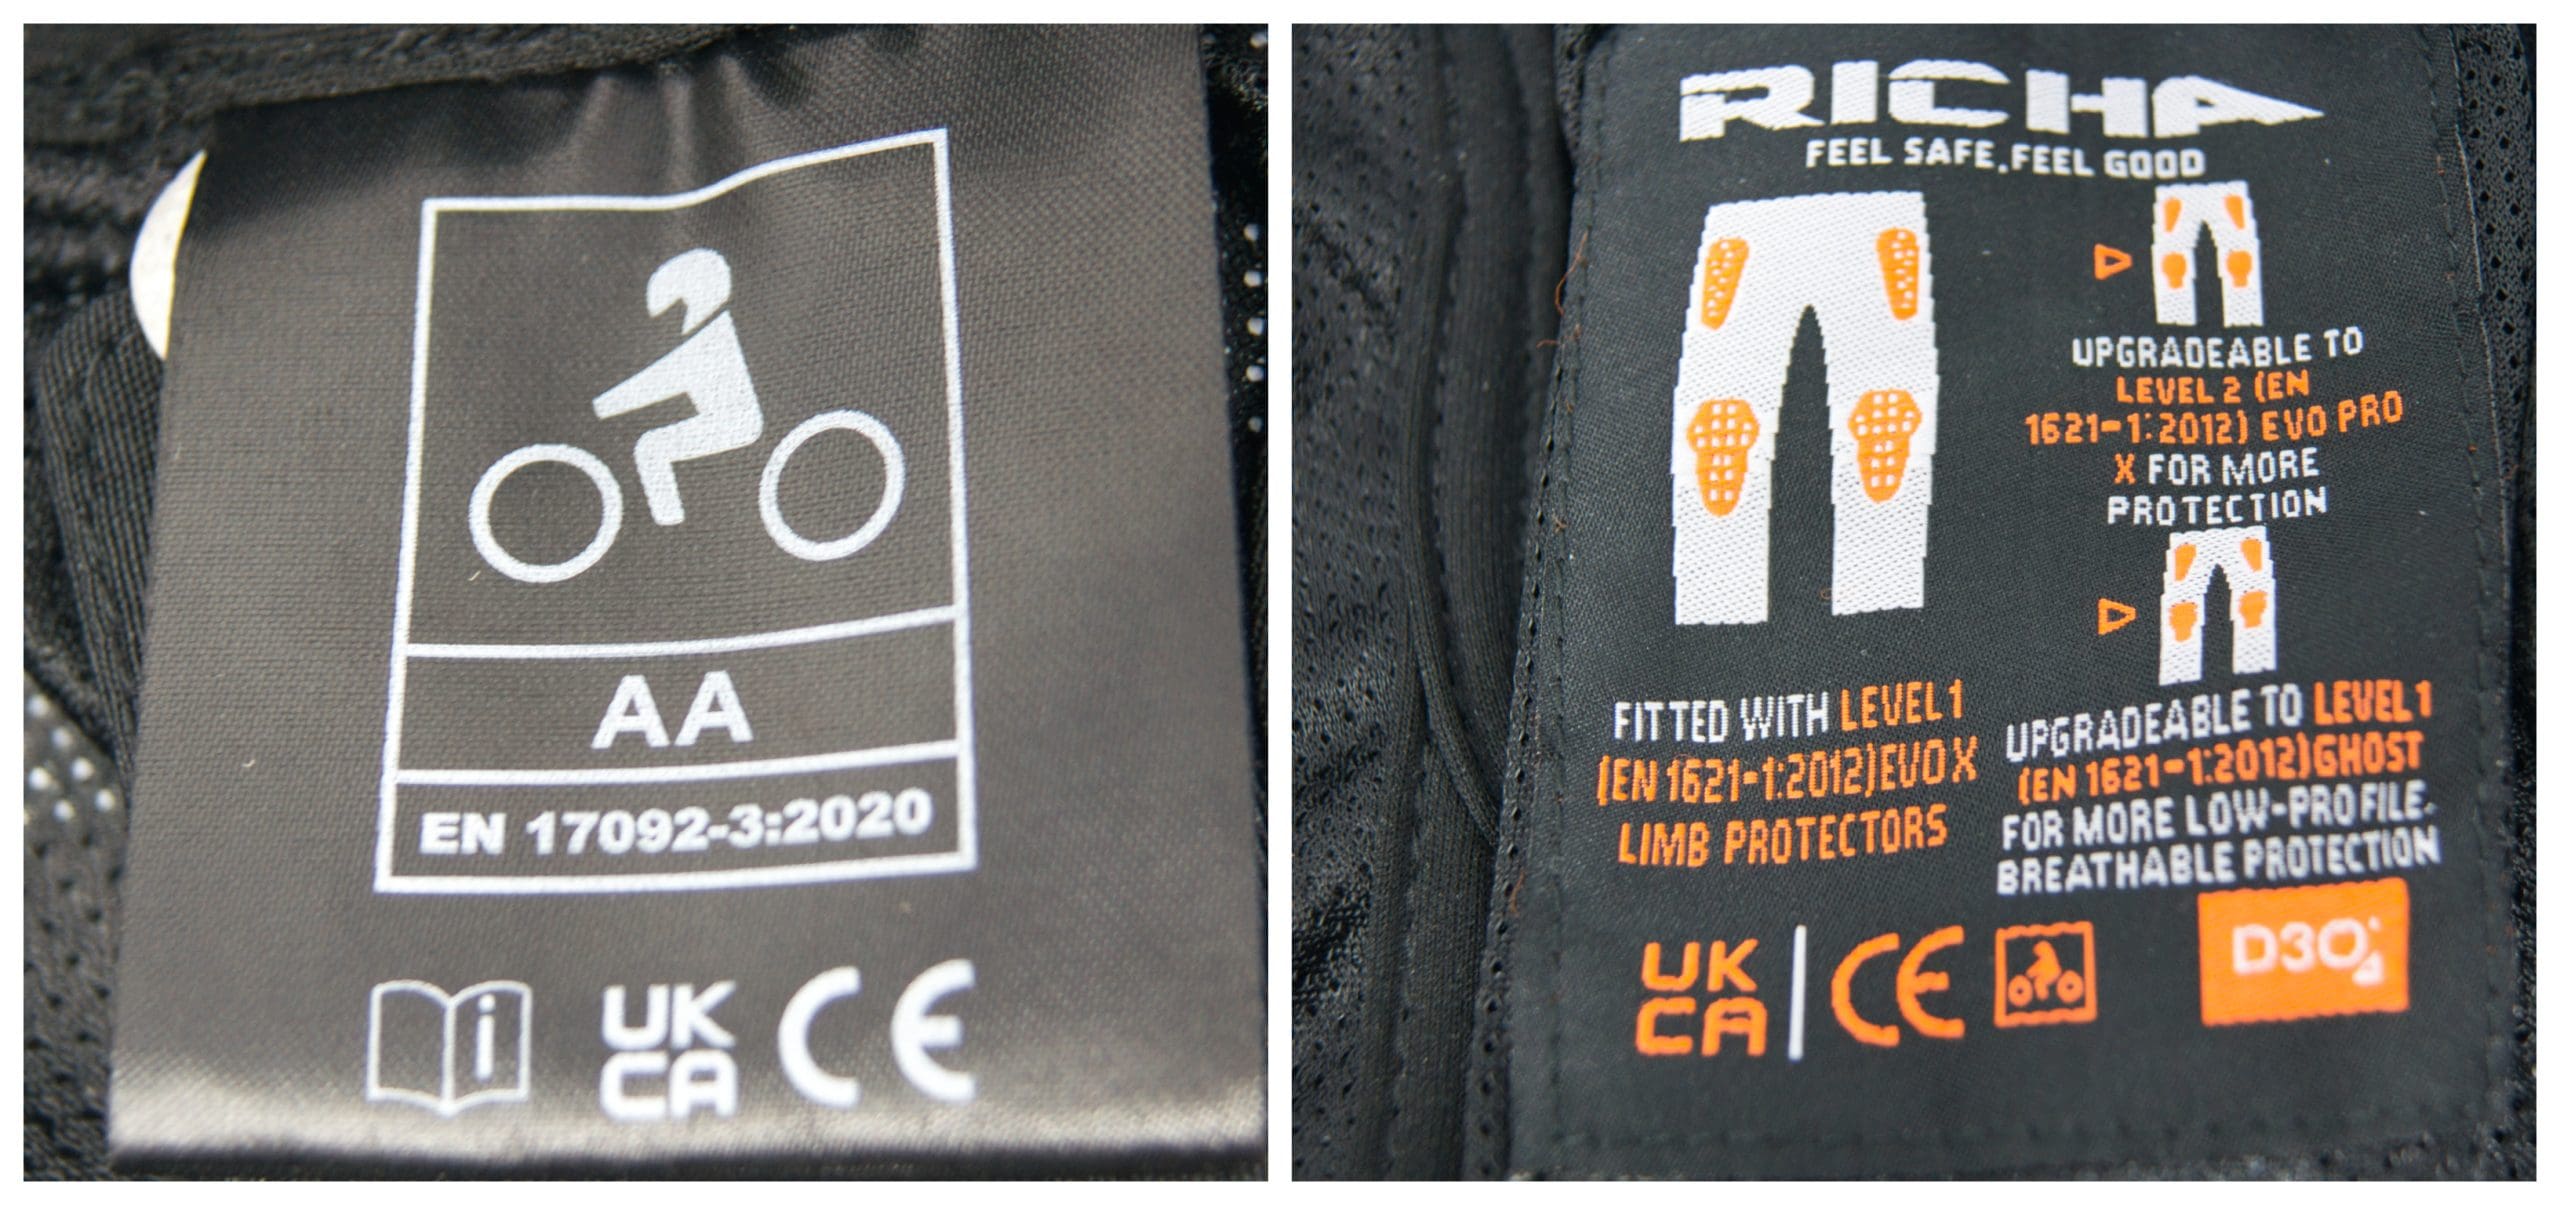 AA
EN 17092-3:2020
i
UK
CA
CE
RICHA
FEEL SAFE.FEEL GOOD
UPGRADEABLE TO
LEVEL 2 (EN
1621-1:2012) EVO PRO
X FOR MORE
PROTECTION
FITTED WITH LEVEL 1
(EN 1621-1:2012)EVO X
LIMB PROTECTORS
UPGRADEABLE TO LEVEL 1
(EN 1621-1:2012)GHOST
FOR MORE LOW-PROFILE.
BREATHABLE PROTECTION
UK
CA
CE
D3O